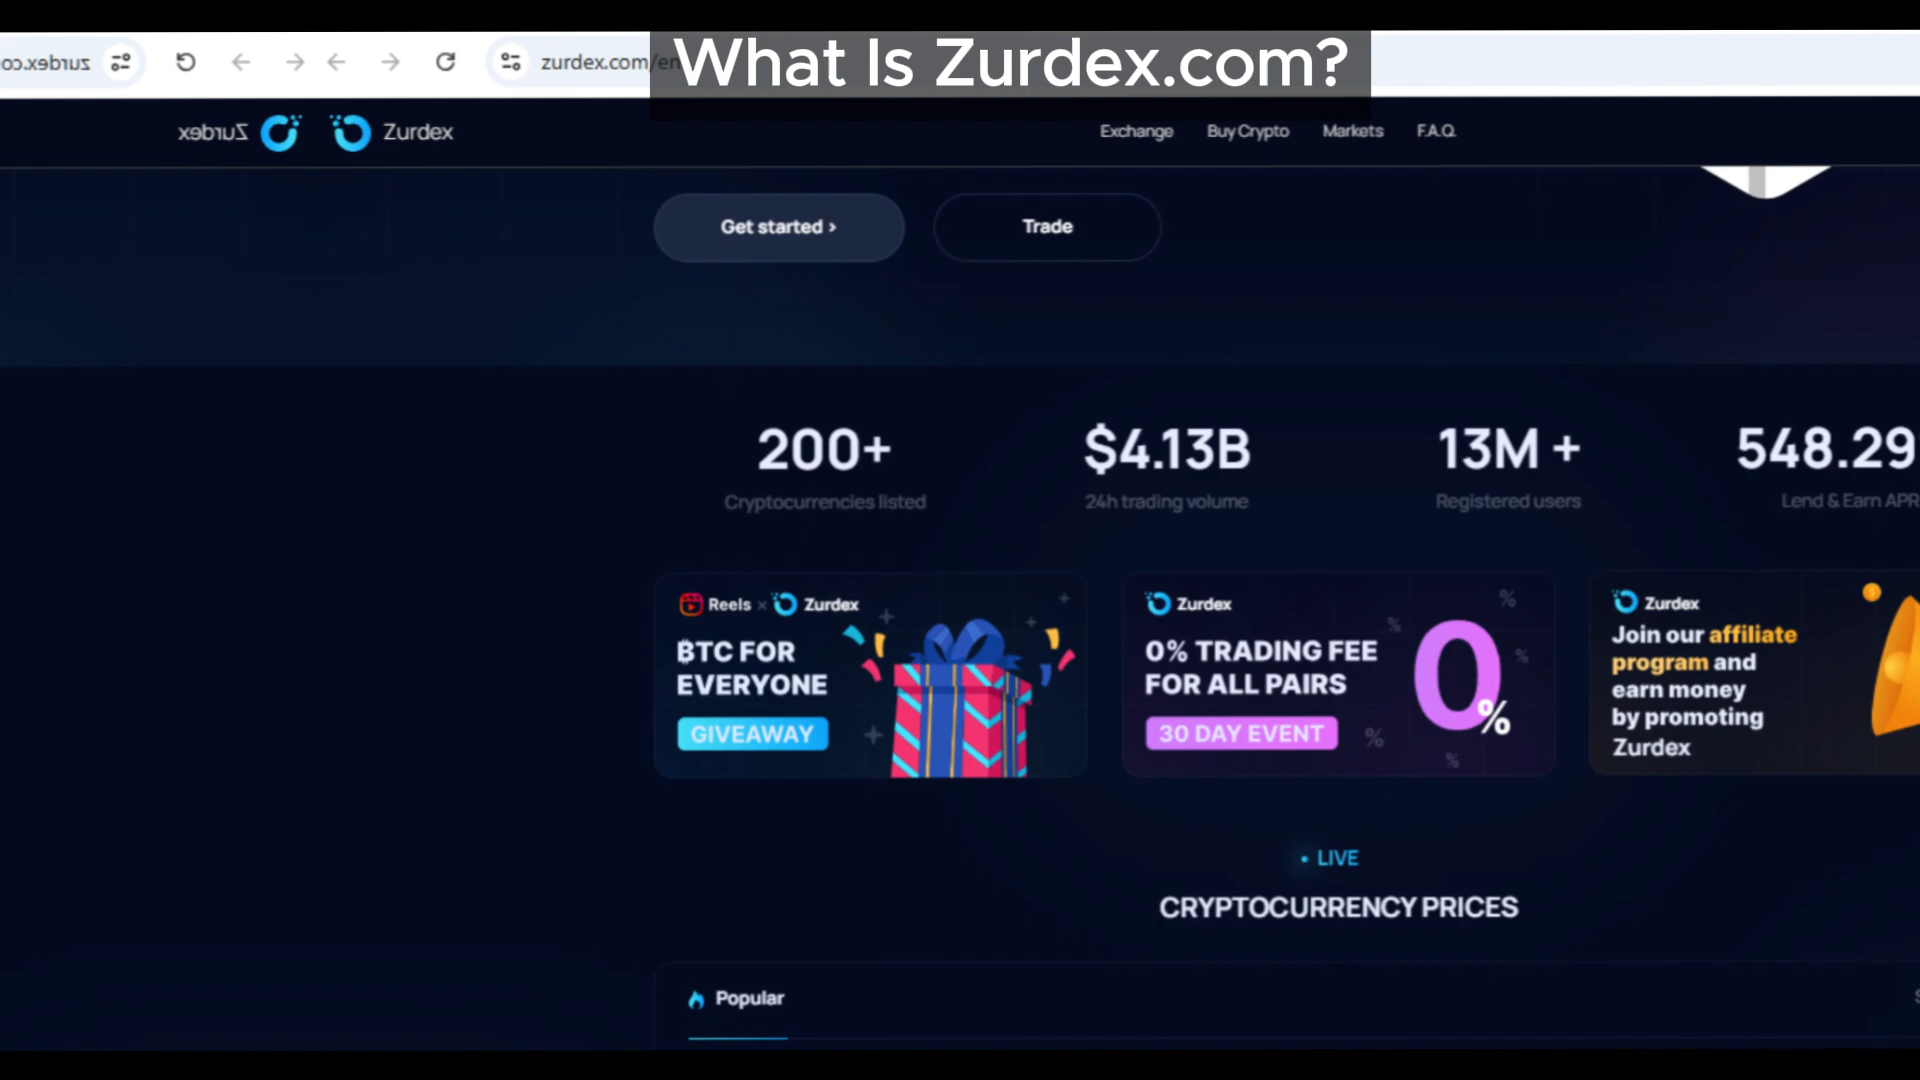 What Is Zurdex.com?
zurdex.co
zurdex.com/en
Zurdex
Zurdex
Exchange
Buy Crypto
Markets
F.A.Q.
Get started ›
Trade
200+
Cryptocurrencies listed
$4.13B
24h trading volume
13M +
Registered users
548.29
Lend & Earn APR
Reels × Zurdex
₿TC FOR
EVERYONE
GIVEAWAY
Zurdex
0% TRADING FEE
FOR ALL PAIRS
30 DAY EVENT
0%
Zurdex
Join our affiliate
program and
earn money
by promoting
Zurdex
• LIVE
CRYPTOCURRENCY PRICES
Popular